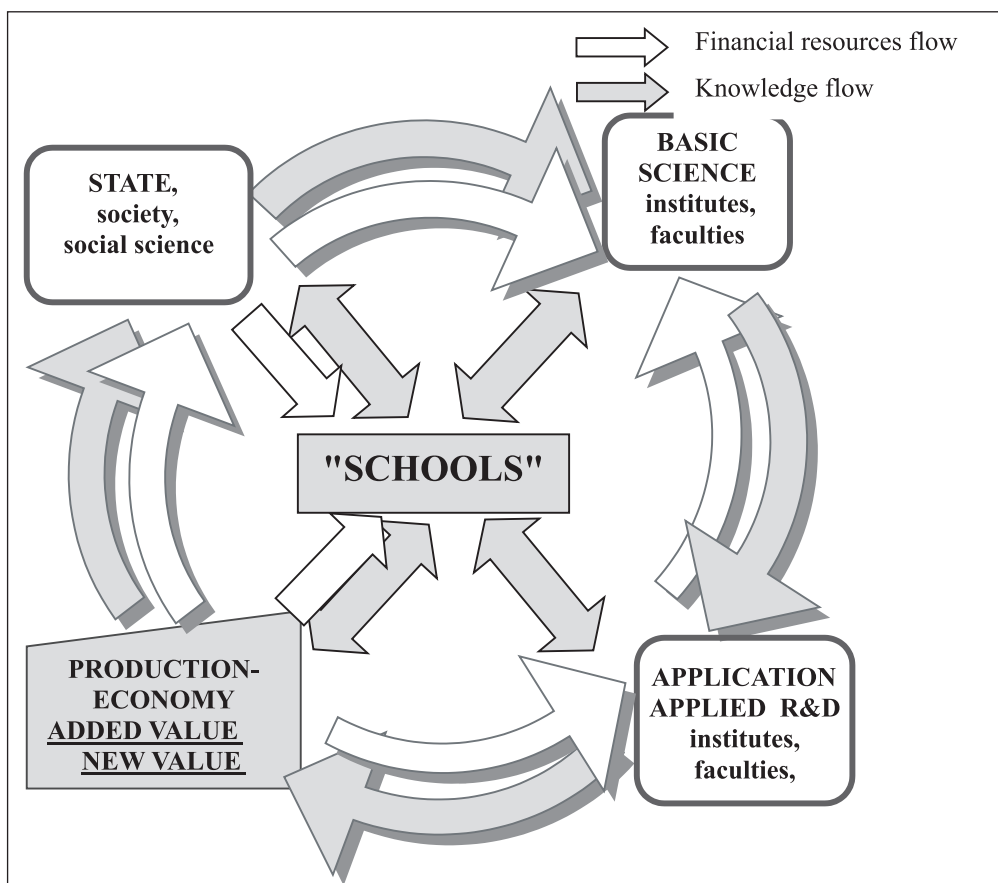 Financial resources flow
Knowledge flow
STATE,
society,
social science
BASIC
SCIENCE
institutes,
faculties
"SCHOOLS"
PRODUCTION-
ECONOMY
ADDED VALUE
NEW VALUE
APPLICATION
APPLIED R&D
institutes,
faculties,